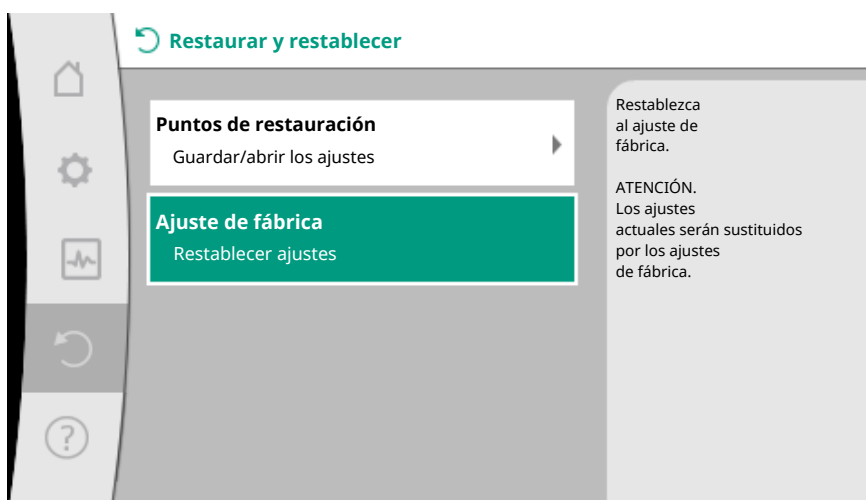 Restaurar y restablecer
Puntos de restauración
Guardar/abrir los ajustes
Ajuste de fábrica
Restablecer ajustes
Restablezca
al ajuste de
fábrica.
ATENCIÓN.
Los ajustes
actuales serán sustituidos
por los ajustes
de fábrica.
?